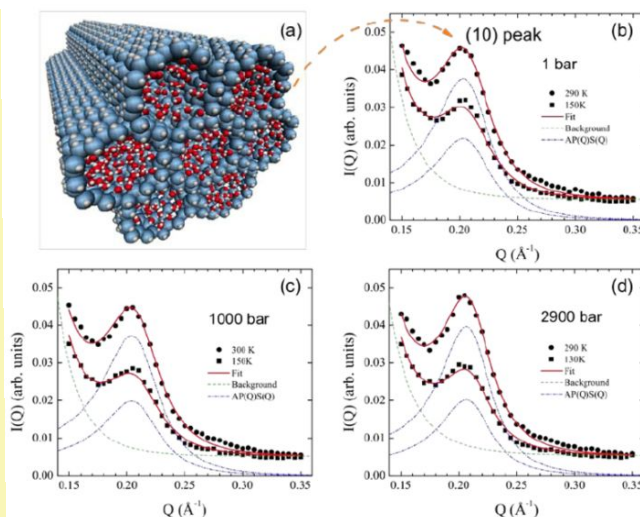 (a)
(10) peak
(b)
1 bar
290 K
150K
Fit
Background
AP(Q)S(Q)
I(Q) (arb. units)
0.05
0.04
0.03
0.02
0.01
0.00
0.15
0.20
0.25
0.30
0.35
Q (Å⁻¹)
(c)
1000 bar
300 K
150K
Fit
Background
AP(Q)S(Q)
I(Q) (arb. units)
0.05
0.04
0.03
0.02
0.01
0.00
0.15
0.20
0.25
0.30
0.35
Q (Å⁻¹)
(d)
2900 bar
290 K
130K
Fit
Background
AP(Q)S(Q)
I(Q) (arb. units)
0.05
0.04
0.03
0.02
0.01
0.00
0.15
0.20
0.25
0.30
0.35
Q (Å⁻¹)